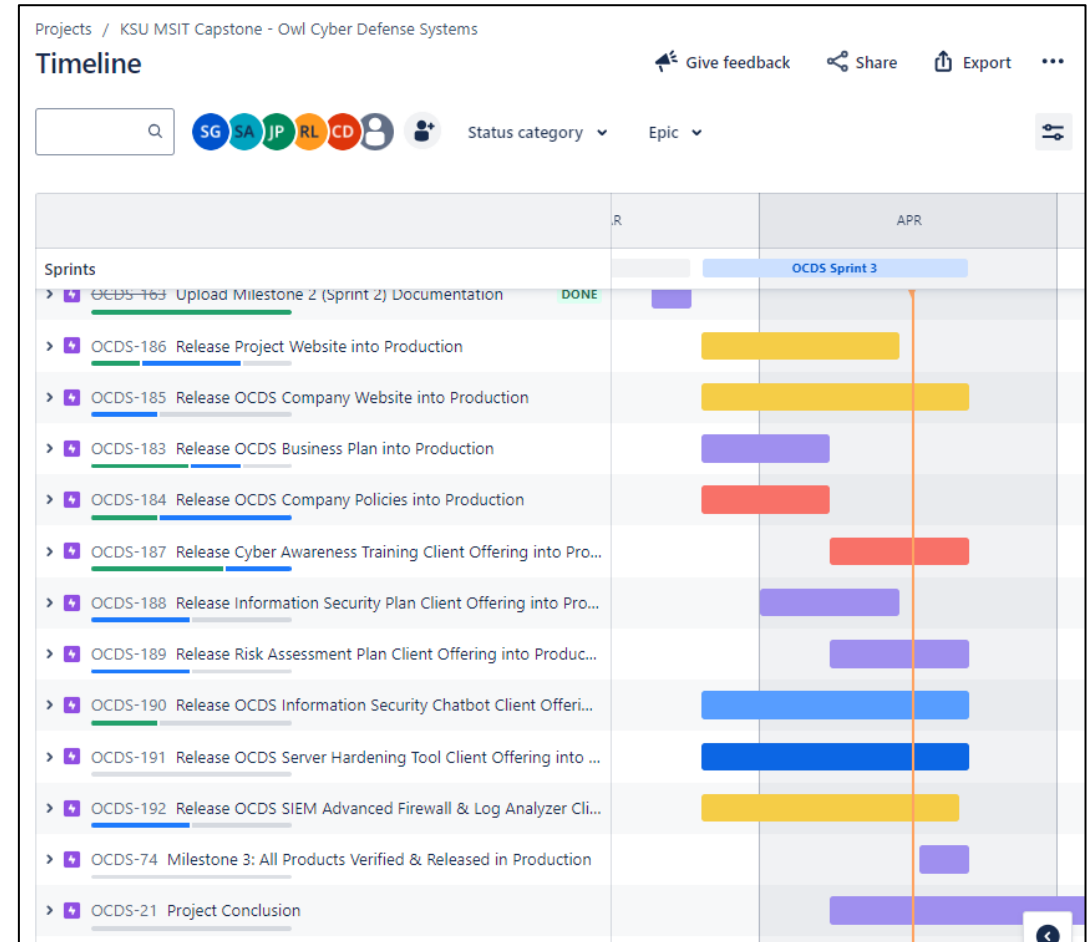 Projects / KSU MSIT Capstone - Owl Cyber Defense Systems
Timeline
Give feedback
Share
Export
SG SA JP RL CD
Status category
Epic
R
APR
Sprints
OCDS Sprint 3
OCDS-163 Upload Milestone 2 (Sprint 2) Documentation DONE
OCDS-186 Release Project Website into Production
OCDS-185 Release OCDS Company Website into Production
OCDS-183 Release OCDS Business Plan into Production
OCDS-184 Release OCDS Company Policies into Production
OCDS-187 Release Cyber Awareness Training Client Offering into Pro...
OCDS-188 Release Information Security Plan Client Offering into Pro...
OCDS-189 Release Risk Assessment Plan Client Offering into Produc...
OCDS-190 Release OCDS Information Security Chatbot Client Offeri...
OCDS-191 Release OCDS Server Hardening Tool Client Offering into ...
OCDS-192 Release OCDS SIEM Advanced Firewall & Log Analyzer Cli...
OCDS-74 Milestone 3: All Products Verified & Released in Production
OCDS-21 Project Conclusion